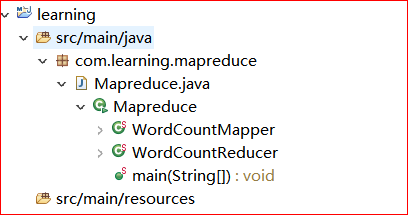 learning
src/main/java
com.learning.mapreduce
Mapreduce.java
Mapreduce
WordCountMapper
WordCountReducer
main(String[]) : void
src/main/resources